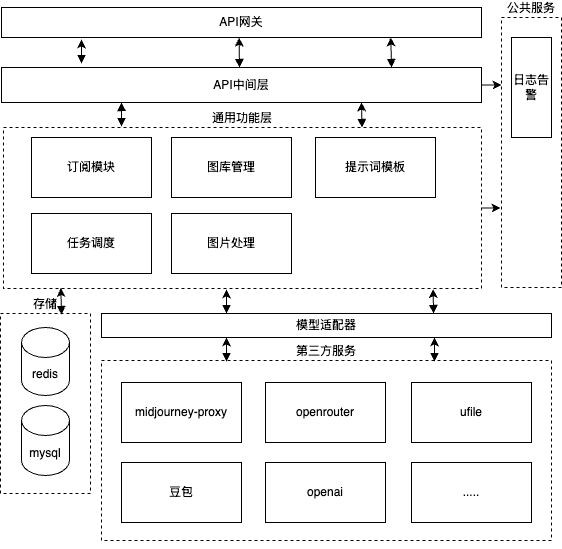 公共服务
API网关
API中间层
日志告
警
通用功能层
订阅模块
图库管理
提示词模板
任务调度
图片处理
存储
模型适配器
第三方服务
redis
mysql
midjourney-proxy
openrouter
ufile
豆包
openai
.....